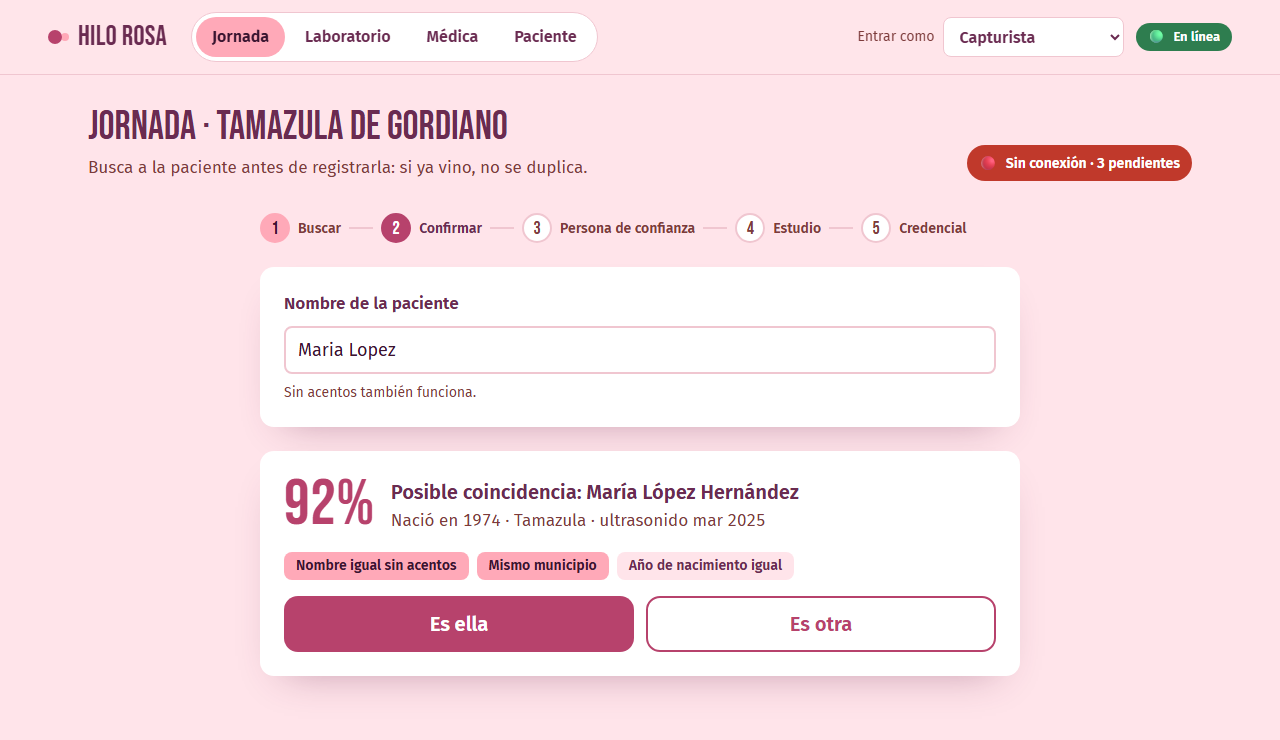 HILO ROSA
Jornada Laboratorio Médica Paciente
Entrar como Capturista En línea
JORNADA · TAMAZULA DE GORDIANO
Busca a la paciente antes de registrarla: si ya vino, no se duplica.
Sin conexión · 3 pendientes
1 Buscar 2 Confirmar 3 Persona de confianza 4 Estudio 5 Credencial
Nombre de la paciente
Maria Lopez
Sin acentos también funciona.
92%
Posible coincidencia: María López Hernández
Nació en 1974 · Tamazula · ultrasonido mar 2025
Nombre igual sin acentos Mismo municipio Año de nacimiento igual
Es ella Es otra